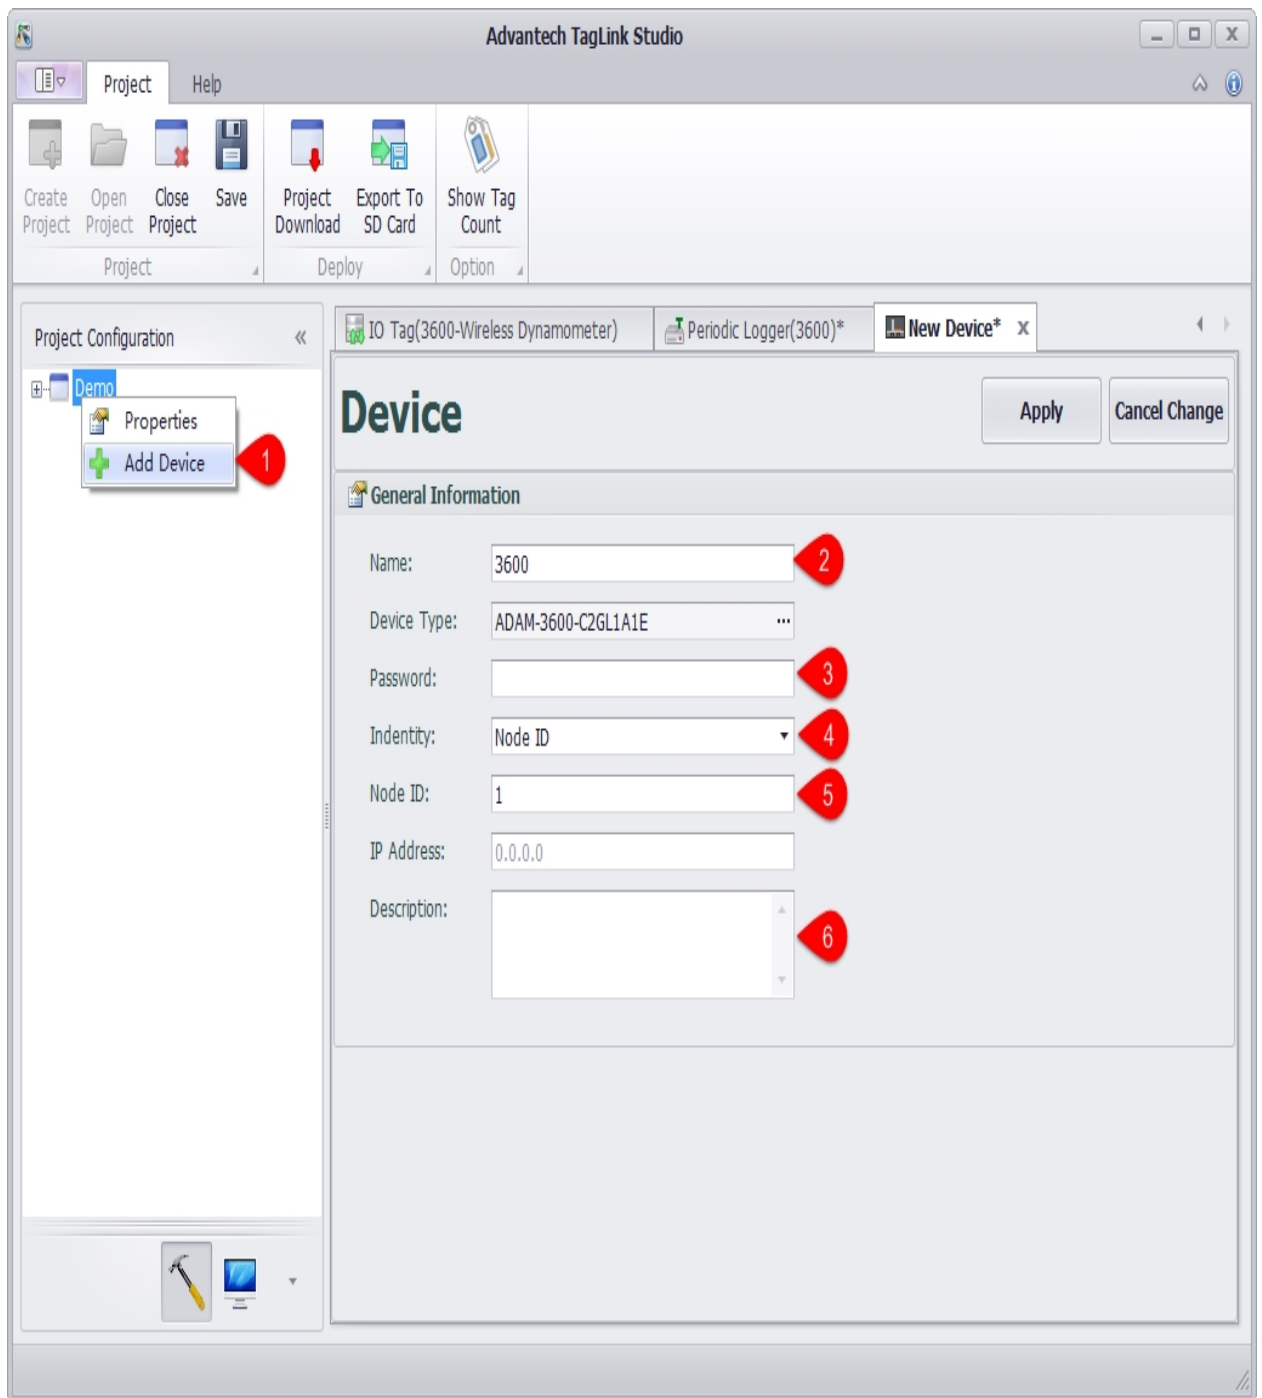 Advantech TagLink Studio
Project Help
Create Project
Open Project
Close Project
Save
Project Download
Export To SD Card
Show Tag Count
Project
Deploy
Option
Project Configuration
IO Tag(3600-Wireless Dynamometer)
Periodic Logger(3600)*
New Device* x
Demo
Properties
Add Device
1
Device
Apply
Cancel Change
General Information
Name: 3600
2
Device Type: ADAM-3600-C2GL1A1E ...
Password:
3
Indentity: Node ID
4
Node ID: 1
5
IP Address: 0.0.0.0
Description:
6